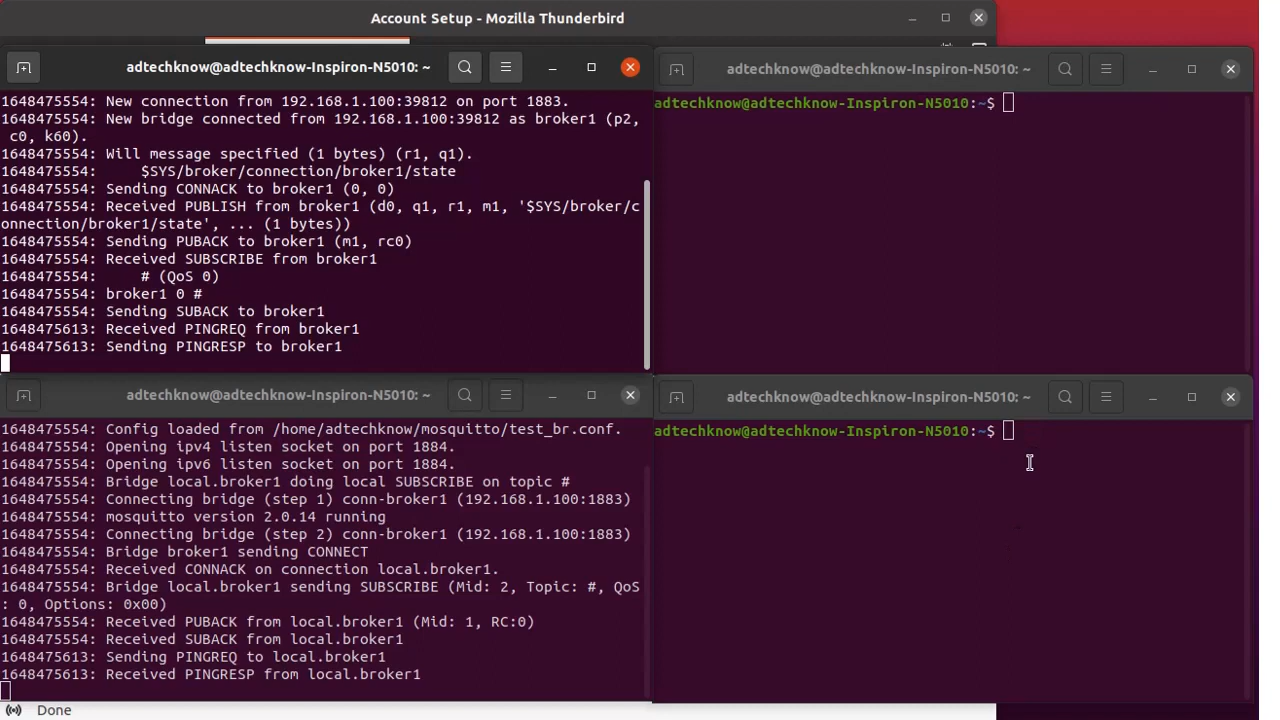 Account Setup - Mozilla Thunderbird
adtechknow@adtechknow-Inspiron-N5010: ~
1648475554: New connection from 192.168.1.100:39812 on port 1883.
1648475554: New bridge connected from 192.168.1.100:39812 as broker1 (p2,
 c0, k60).
1648475554: Will message specified (1 bytes) (r1, q1).
1648475554:     $SYS/broker/connection/broker1/state
1648475554: Sending CONNACK to broker1 (0, 0)
1648475554: Received PUBLISH from broker1 (d0, q1, r1, m1, '$SYS/broker/c
onnection/broker1/state', ... (1 bytes))
1648475554: Sending PUBACK to broker1 (m1, rc0)
1648475554: Received SUBSCRIBE from broker1
1648475554:     # (QoS 0)
1648475554: broker1 0 #
1648475554: Sending SUBACK to broker1
1648475613: Received PINGREQ from broker1
1648475613: Sending PINGRESP to broker1
adtechknow@adtechknow-Inspiron-N5010: ~
adtechknow@adtechknow-Inspiron-N5010:~$
adtechknow@adtechknow-Inspiron-N5010: ~
1648475554: Config loaded from /home/adtechknow/mosquitto/test_br.conf.
1648475554: Opening ipv4 listen socket on port 1884.
1648475554: Opening ipv6 listen socket on port 1884.
1648475554: Bridge local.broker1 doing local SUBSCRIBE on topic #
1648475554: Connecting bridge (step 1) conn-broker1 (192.168.1.100:1883)
1648475554: mosquitto version 2.0.14 running
1648475554: Connecting bridge (step 2) conn-broker1 (192.168.1.100:1883)
1648475554: Bridge broker1 sending CONNECT
1648475554: Received CONNACK on connection local.broker1.
1648475554: Bridge local.broker1 sending SUBSCRIBE (Mid: 2, Topic: #, QoS
: 0, Options: 0x00)
1648475554: Received PUBACK from local.broker1 (Mid: 1, RC:0)
1648475554: Received SUBACK from local.broker1
1648475613: Sending PINGREQ to local.broker1
1648475613: Received PINGRESP from local.broker1
adtechknow@adtechknow-Inspiron-N5010: ~
adtechknow@adtechknow-Inspiron-N5010:~$
Done